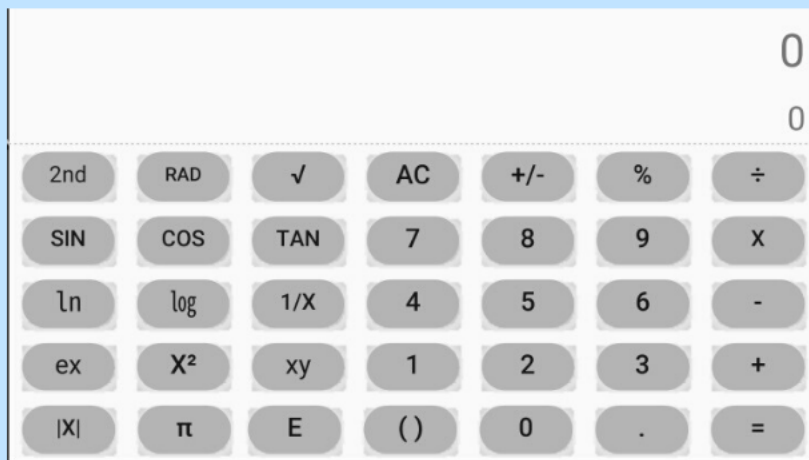 0
0
2nd RAD √ AC +/- % ÷
SIN COS TAN 7 8 9 X
ln log 1/X 4 5 6 -
ex X² xy 1 2 3 +
|X| π E ( ) 0 . =